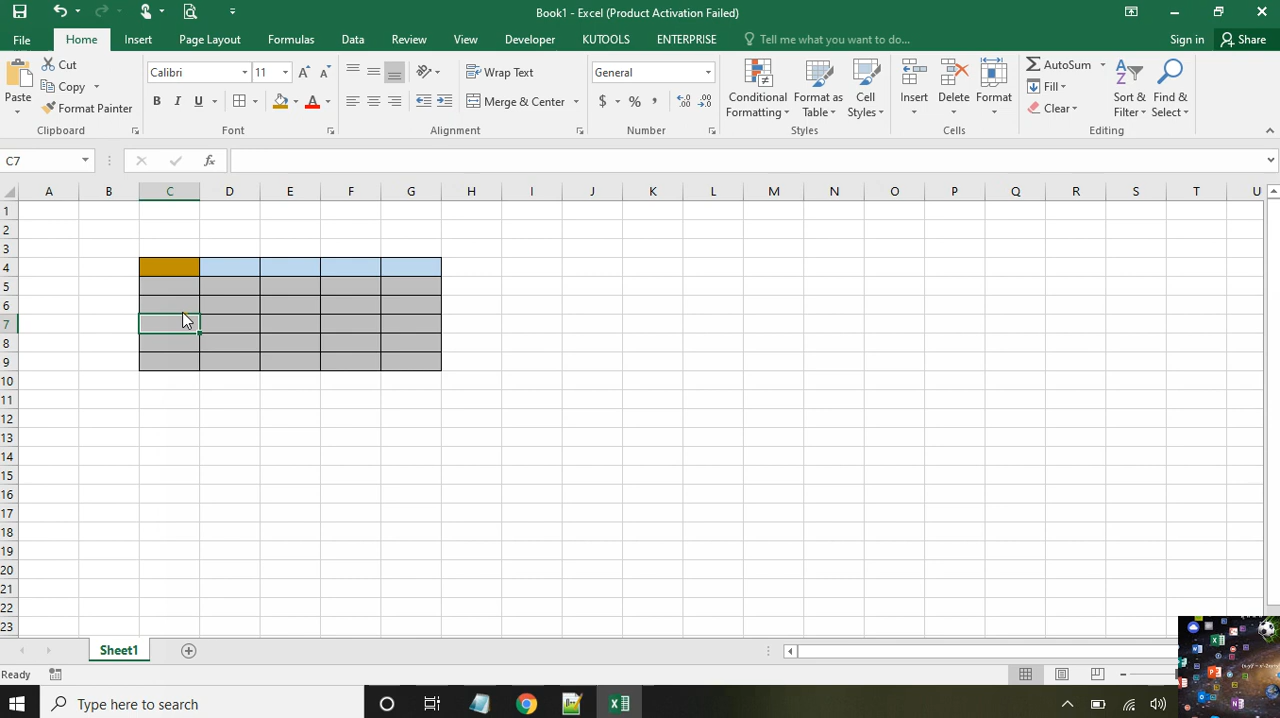 Book1 - Excel (Product Activation Failed)
File Home Insert Page Layout Formulas Data Review View Developer KUTOOLS ENTERPRISE Tell me what you want to do... Sign in Share
Paste Cut Copy Format Painter
Clipboard
Calibri 11
B I U A
Font
Wrap Text
Merge & Center
Alignment
General
$ % ,
Number
Conditional Formatting
Format as Table
Cell Styles
Styles
Insert Delete Format
Cells
AutoSum
Fill
Clear
Sort & Filter
Find & Select
Editing
C7 fx
A B C D E F G H I J K L M N O P Q R S T U
1
2
3
4
5
6
7
8
9
10
11
12
13
14
15
16
17
18
19
20
21
22
23
Sheet1
Ready
Type here to search